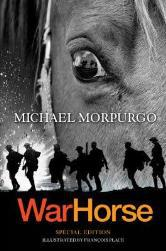 MICHAEL MORPURGO
WarHorse
SPECIAL EDITION
ILLUSTRATED BY FRANÇOIS PLACE